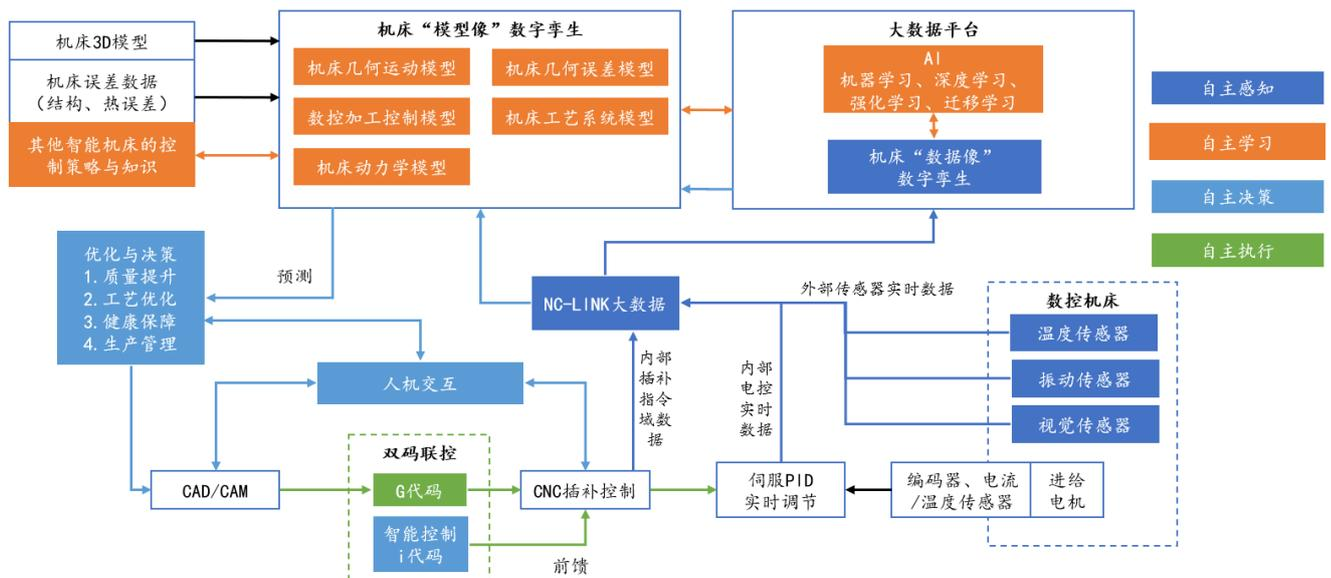 机床3D模型
机床误差数据
（结构、热误差）
其他智能机床的控
制策略与知识
机床“模型像”数字孪生
机床几何运动模型
机床几何误差模型
数控加工控制模型
机床工艺系统模型
机床动力学模型
大数据平台
AI
机器学习、深度学习、
强化学习、迁移学习
机床“数据像”
数字孪生
自主感知
自主学习
自主决策
自主执行
优化与决策
1.质量提升
2.工艺优化
3.健康保障
4.生产管理
预测
NC-LINK大数据
外部传感器实时数据
数控机床
温度传感器
振动传感器
视觉传感器
人机交互
内部
插补
指令
域数
据
内部
电控
实时
数据
双码联控
CAD/CAM
G代码
智能控制
i代码
CNC插补控制
前馈
伺服PID
实时调节
编码器、电流
/温度传感器
进给
电机